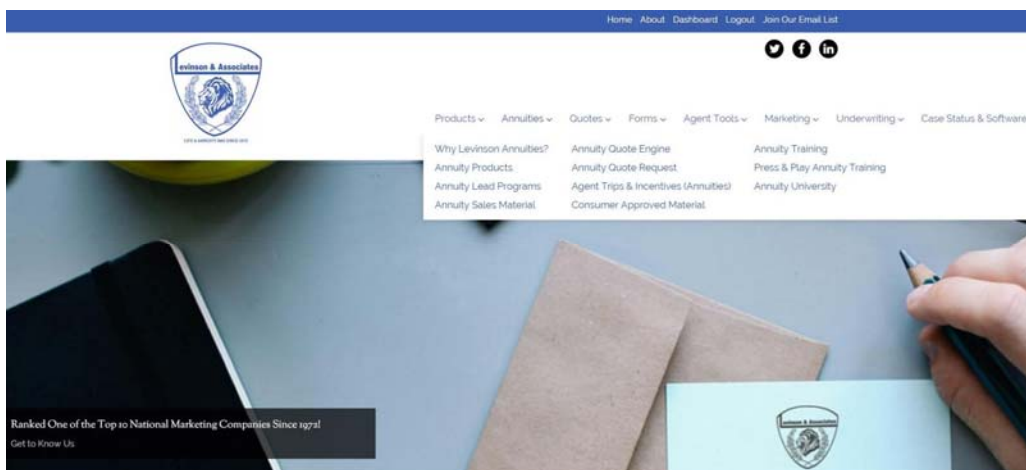 Home About Dashboard Logout Join Our Email List
Levinson & Associates
Products Annuities Quotes Forms Agent Tools Marketing Underwriting Case Status & Software
Why Levinson Annuities? Annuity Quote Engine Annuity Training
Annuity Products Annuity Quote Request Press & Play Annuity Training
Annuity Lead Programs Agent Trips & Incentives (Annuities) Annuity University
Annuity Sales Material Consumer Approved Material
Ranked One of the Top 10 National Marketing Companies Since 1972!
Get to Know Us
Levinson & Associates